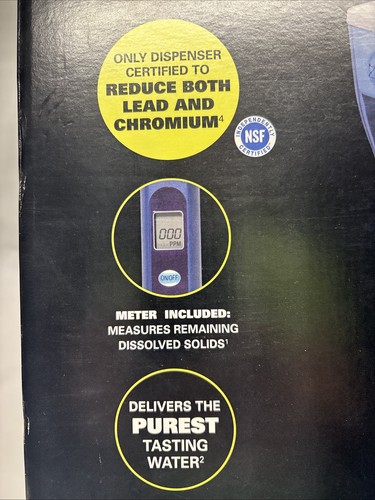 ONLY DISPENSER
CERTIFIED TO
REDUCE BOTH
LEAD AND
CHROMIUM⁴
INDEPENDENTLY
NSF
CERTIFIED
000
PPM
ON/OFF
METER INCLUDED:
MEASURES REMAINING
DISSOLVED SOLIDS¹
DELIVERS THE
PUREST
TASTING
WATER²